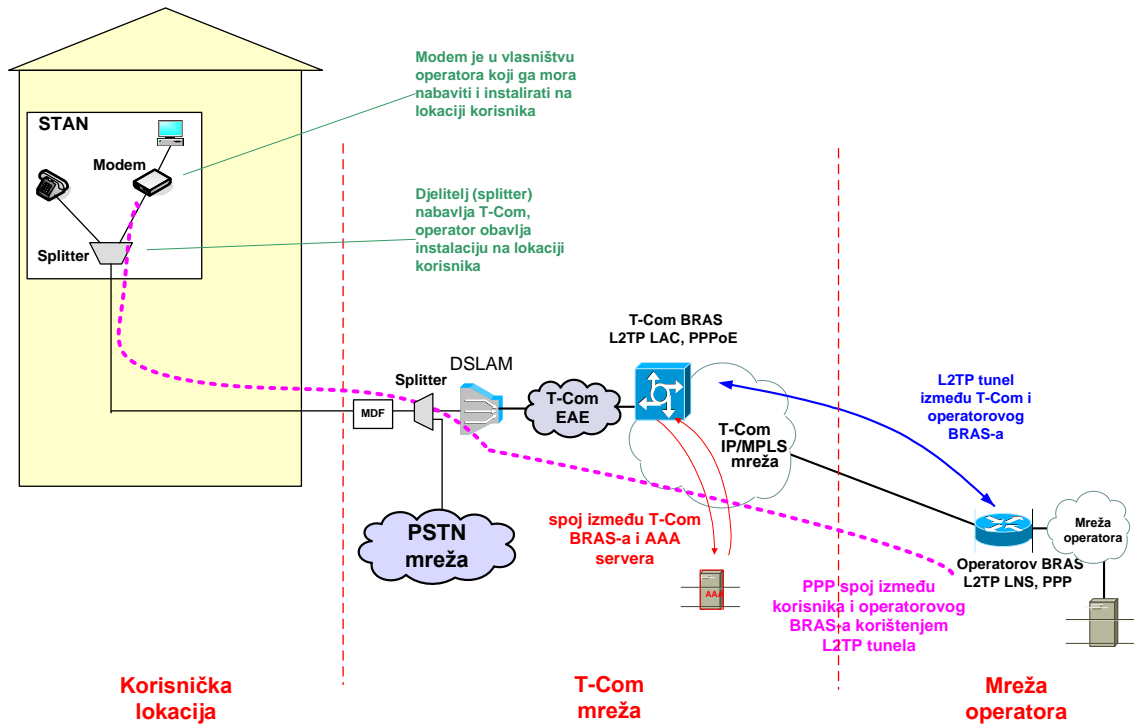 Modem je u vlasništvu
operatora koji ga mora
nabaviti i instalirati na
lokaciji korisnika
STAN
Modem
Djelitelj (splitter)
nabavlja T-Com,
operator obavlja
instalaciju na lokaciji
korisnika
Splitter
T-Com BRAS
L2TP LAC, PPPoE
DSLAM
Splitter
MDF
T-Com
EAE
T-Com
IP/MPLS
mreža
L2TP tunel
između T-Com i
operatorovog
BRAS-a
PSTN
mreža
spoj između T-Com
BRAS-a i AAA
servera
AAA
Mreža
operatora
Operatorov BRAS
L2TP LNS, PPP
PPP spoj između
korisnika i operatorovog
BRAS-a korištenjem
L2TP tunela
Korisnička
lokacija
T-Com
mreža
Mreža
operatora